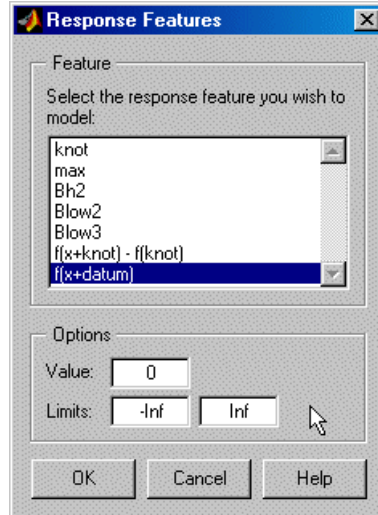 Response Features
Feature
Select the response feature you wish to
model:
knot
max
Bh2
Blow2
Blow3
f(x+knot) - f(knot)
f(x+datum)
Options
Value: 0
Limits: -Inf Inf
OK Cancel Help